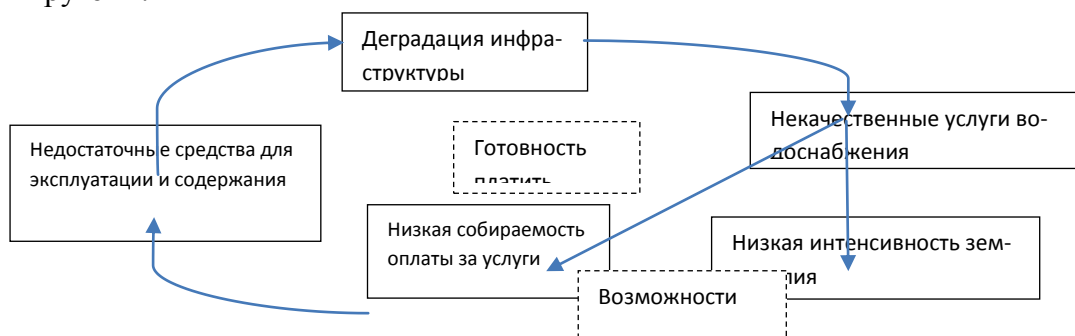 Деградация инфра-
структуры
Некачественные услуги во-
доснабжения
Недостаточные средства для
эксплуатации и содержания
Готовность
платить
Низкая собираемость
оплаты за услуги
Низкая интенсивность зем-
Возможности